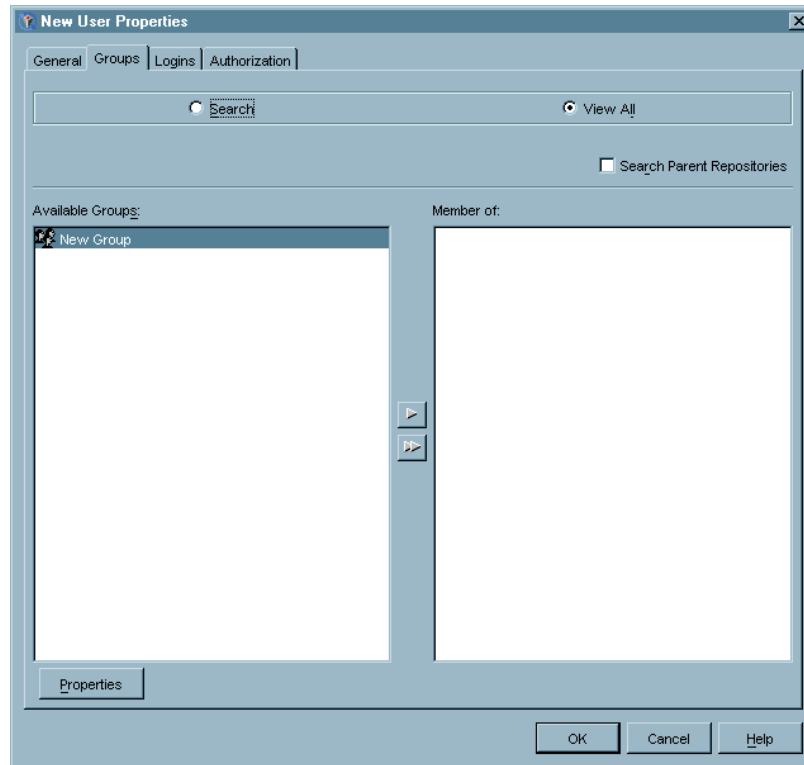 New User Properties
General Groups Logins Authorization
Search View All
Search Parent Repositories
Available Groups: Member of:
New Group
Properties
OK Cancel Help